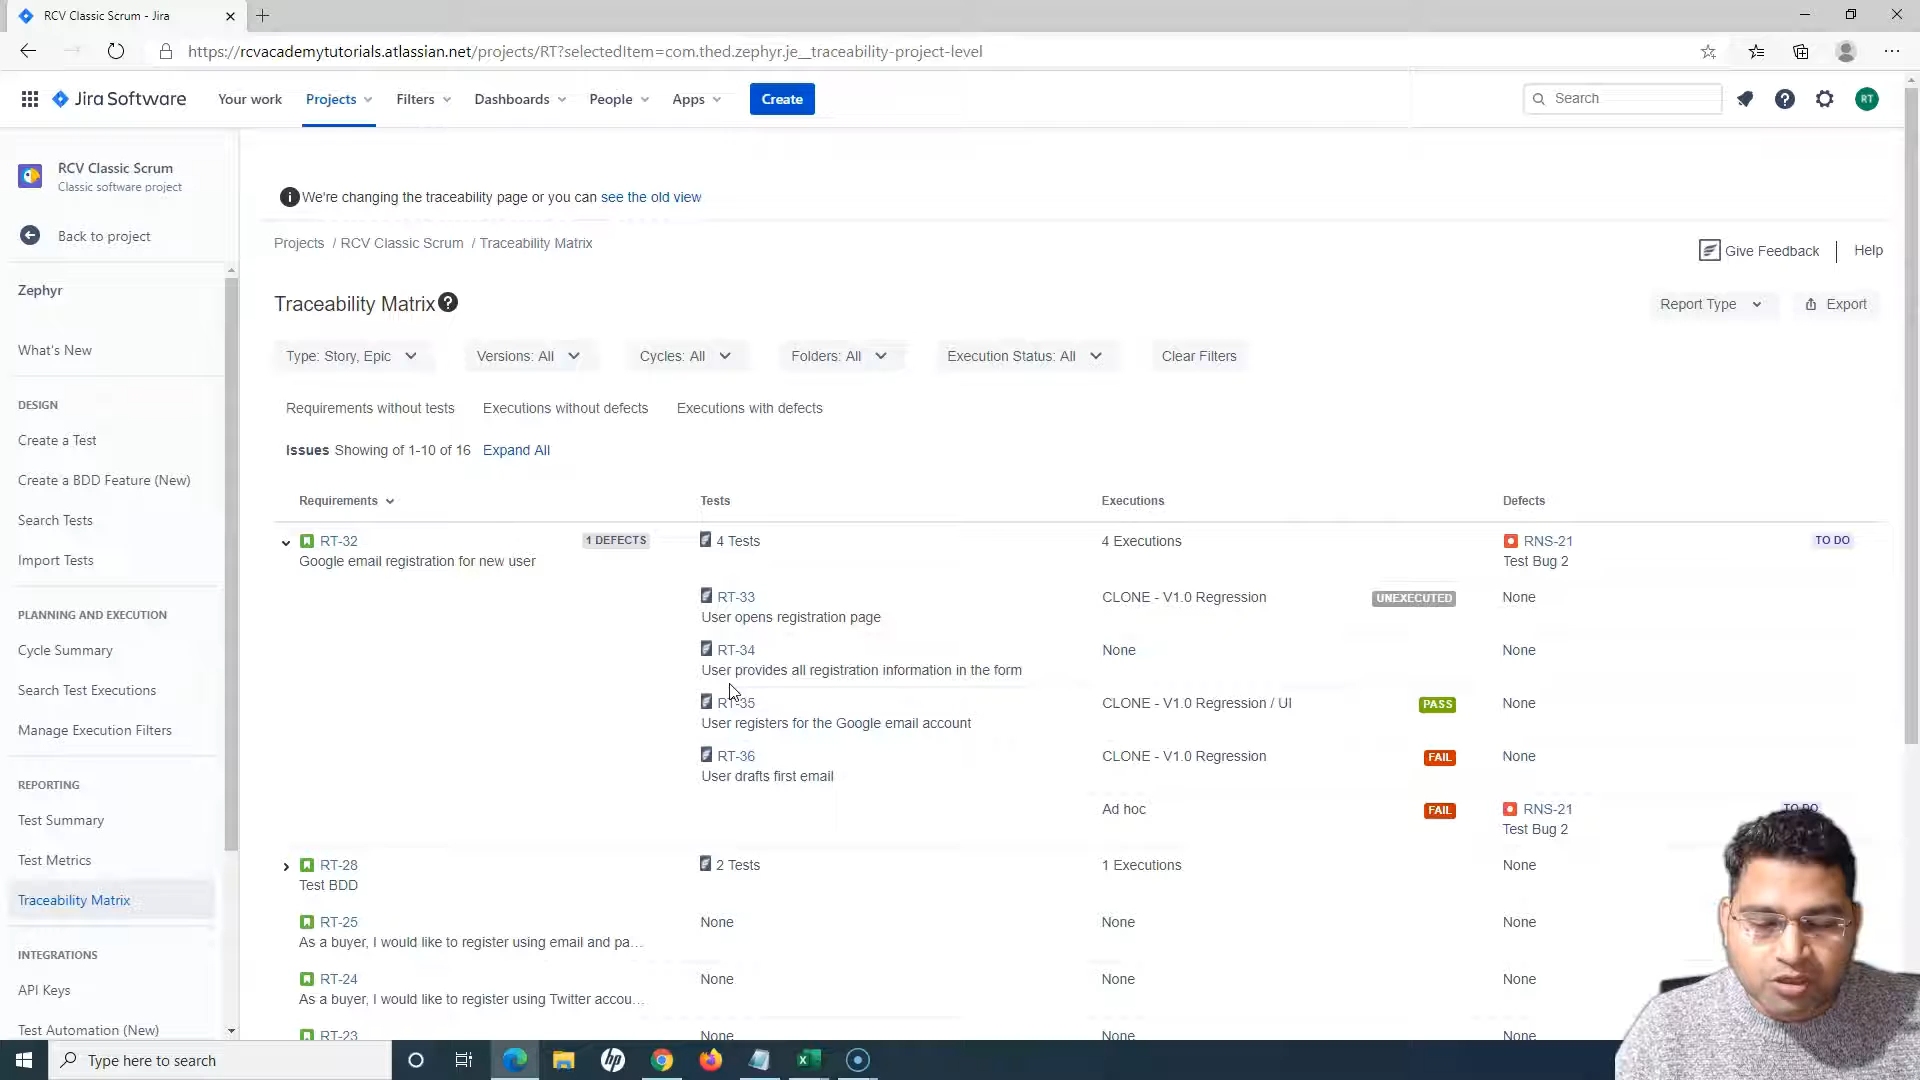 RCV Classic Scrum - Jira
https://rcvacademytutorials.atlassian.net/projects/RT?selectedItem=com.thed.zephyr.je__traceability-project-level
Jira Software
Your work
Projects
Filters
Dashboards
People
Apps
Create
Search
RT
RCV Classic Scrum
Classic software project
Back to project
Zephyr
What's New
DESIGN
Create a Test
Create a BDD Feature (New)
Search Tests
Import Tests
PLANNING AND EXECUTION
Cycle Summary
Search Test Executions
Manage Execution Filters
REPORTING
Test Summary
Test Metrics
Traceability Matrix
INTEGRATIONS
API Keys
Test Automation (New)
We're changing the traceability page or you can see the old view
Projects / RCV Classic Scrum / Traceability Matrix
Give Feedback
Help
Traceability Matrix
Report Type
Export
Type: Story, Epic
Versions: All
Cycles: All
Folders: All
Execution Status: All
Clear Filters
Requirements without tests
Executions without defects
Executions with defects
Issues Showing of 1-10 of 16 Expand All
Requirements
Tests
Executions
Defects
RT-32
1 DEFECTS
4 Tests
4 Executions
RNS-21
TO DO
Google email registration for new user
Test Bug 2
RT-33
CLONE - V1.0 Regression
UNEXECUTED
None
User opens registration page
RT-34
None
None
User provides all registration information in the form
RT-35
CLONE - V1.0 Regression / UI
PASS
None
User registers for the Google email account
RT-36
CLONE - V1.0 Regression
FAIL
None
User drafts first email
Ad hoc
FAIL
RNS-21
TO DO
Test Bug 2
RT-28
2 Tests
1 Executions
None
Test BDD
RT-25
None
None
None
As a buyer, I would like to register using email and pa...
RT-24
None
None
None
As a buyer, I would like to register using Twitter accou...
RT-23
None
None
None
Type here to search